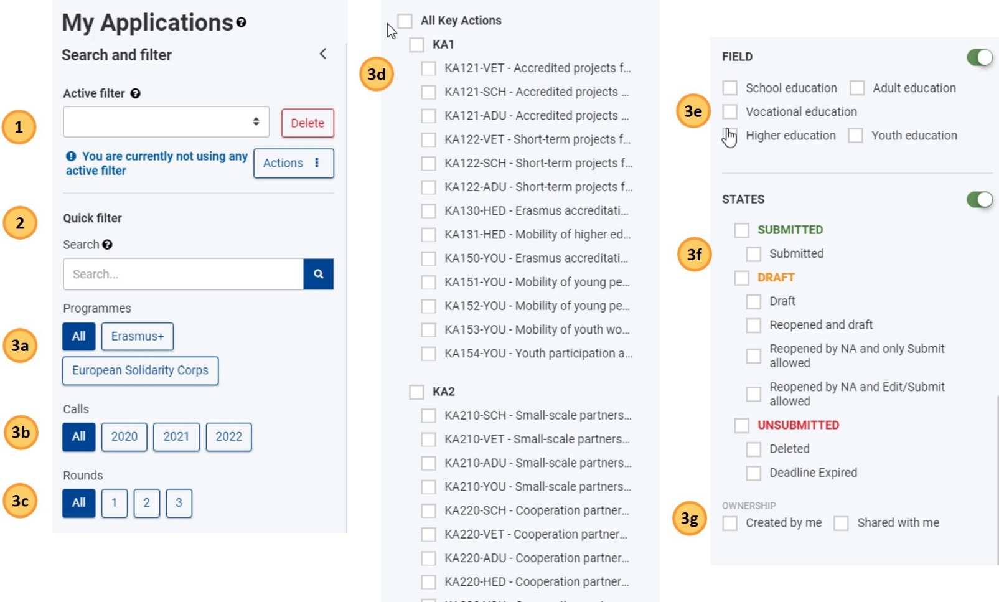 My Applications
Search and filter
Active filter
1
Delete
You are currently not using any
active filter
Actions
2
Quick filter
Search
Search...
Programmes
3a
All
Erasmus+
European Solidarity Corps
Calls
3b
All
2020
2021
2022
Rounds
3c
All
1
2
3
All Key Actions
KA1
3d
KA121-VET - Accredited projects f...
KA121-SCH - Accredited projects ...
KA121-ADU - Accredited projects ...
KA122-VET - Short-term projects f...
KA122-SCH - Short-term projects f...
KA122-ADU - Short-term projects f...
KA130-HED - Erasmus accreditati...
KA131-HED - Mobility of higher ed...
KA150-YOU - Erasmus accreditati...
KA151-YOU - Mobility of young pe...
KA152-YOU - Mobility of young pe...
KA153-YOU - Mobility of youth wo...
KA154-YOU - Youth participation a...
KA2
KA210-SCH - Small-scale partners...
KA210-VET - Small-scale partners...
KA210-ADU - Small-scale partners...
KA210-YOU - Small-scale partners...
KA220-SCH - Cooperation partner...
KA220-VET - Cooperation partner...
KA220-ADU - Cooperation partner...
KA220-HED - Cooperation partner...
FIELD
School education
Adult education
3e
Vocational education
Higher education
Youth education
STATES
SUBMITTED
3f
Submitted
DRAFT
Draft
Reopened and draft
Reopened by NA and only Submit
allowed
Reopened by NA and Edit/Submit
allowed
UNSUBMITTED
Deleted
Deadline Expired
OWNERSHIP
3g
Created by me
Shared with me